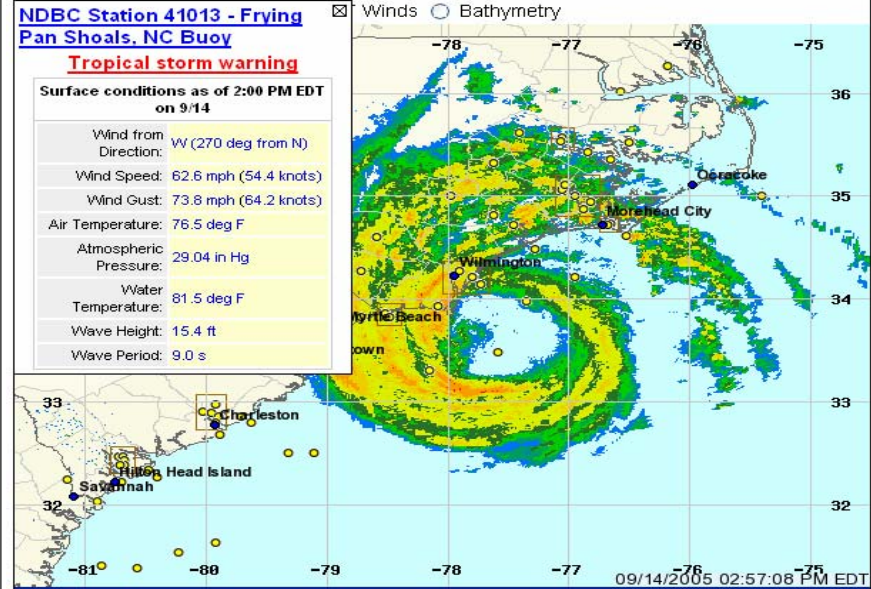 NDBC Station 41013 - Frying
Pan Shoals, NC Buoy
Winds
Bathymetry
Tropical storm warning
Surface conditions as of 2:00 PM EDT
on 9/14
Wind from
Direction: W (270 deg from N)
Wind Speed: 62.6 mph (54.4 knots)
Wind Gust: 73.8 mph (64.2 knots)
Air Temperature: 76.5 deg F
Atmospheric
Pressure: 29.04 in Hg
Water
Temperature: 81.5 deg F
Wave Height: 15.4 ft
Wave Period: 9.0 s
-78 -77 -76 -75
36
Ocracoke
35
Morehead City
Wilmington
34
Myrtle Beach
town
33 33
Charleston
Hilton Head Island
Savannah
32 32
-81 -80 -79 -78 -77 -76 -75
09/14/2005 02:57:08 PM EDT